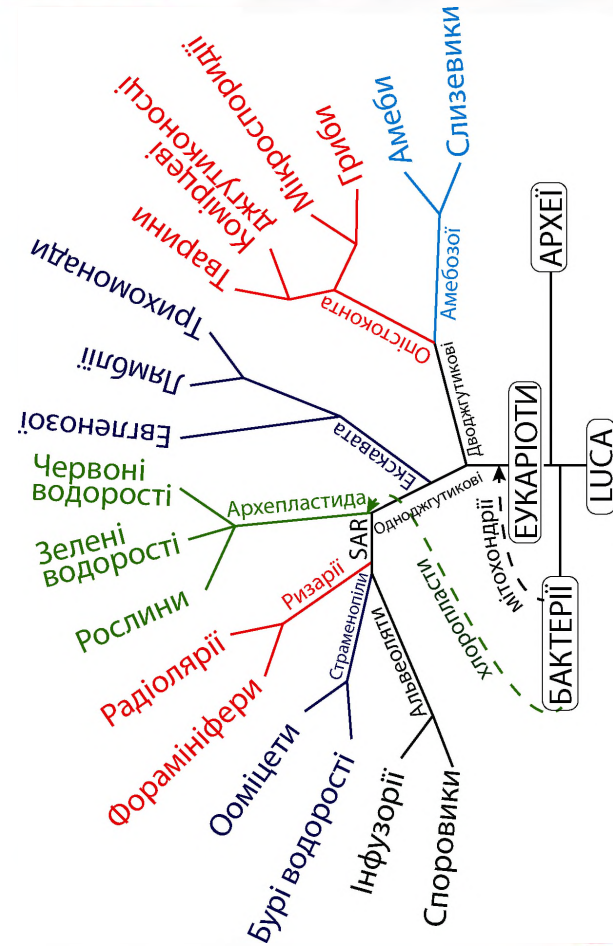 Слизевики
Амеби
Амебозої
Гриби
Мікроспоридії
Комірцеві
джгутиконосці
Тварини
Опістоконта
Дводжгутикові
Трихомонади
Лямблії
Евгленозої
Екскавата
Одноджгутикові
Червоні
водорості
Зелені
водорості
Рослини
Архепластида
SAR
Радіолярії
Форамініфери
Ризарії
Ооміцети
Бурі водорості
Страменопіли
Інфузорії
Споровики
Альвеоляти
хлоропласти
мітохондрії
ЕУКАРІОТИ
АРХЕЇ
БАКТЕРІЇ
LUCA